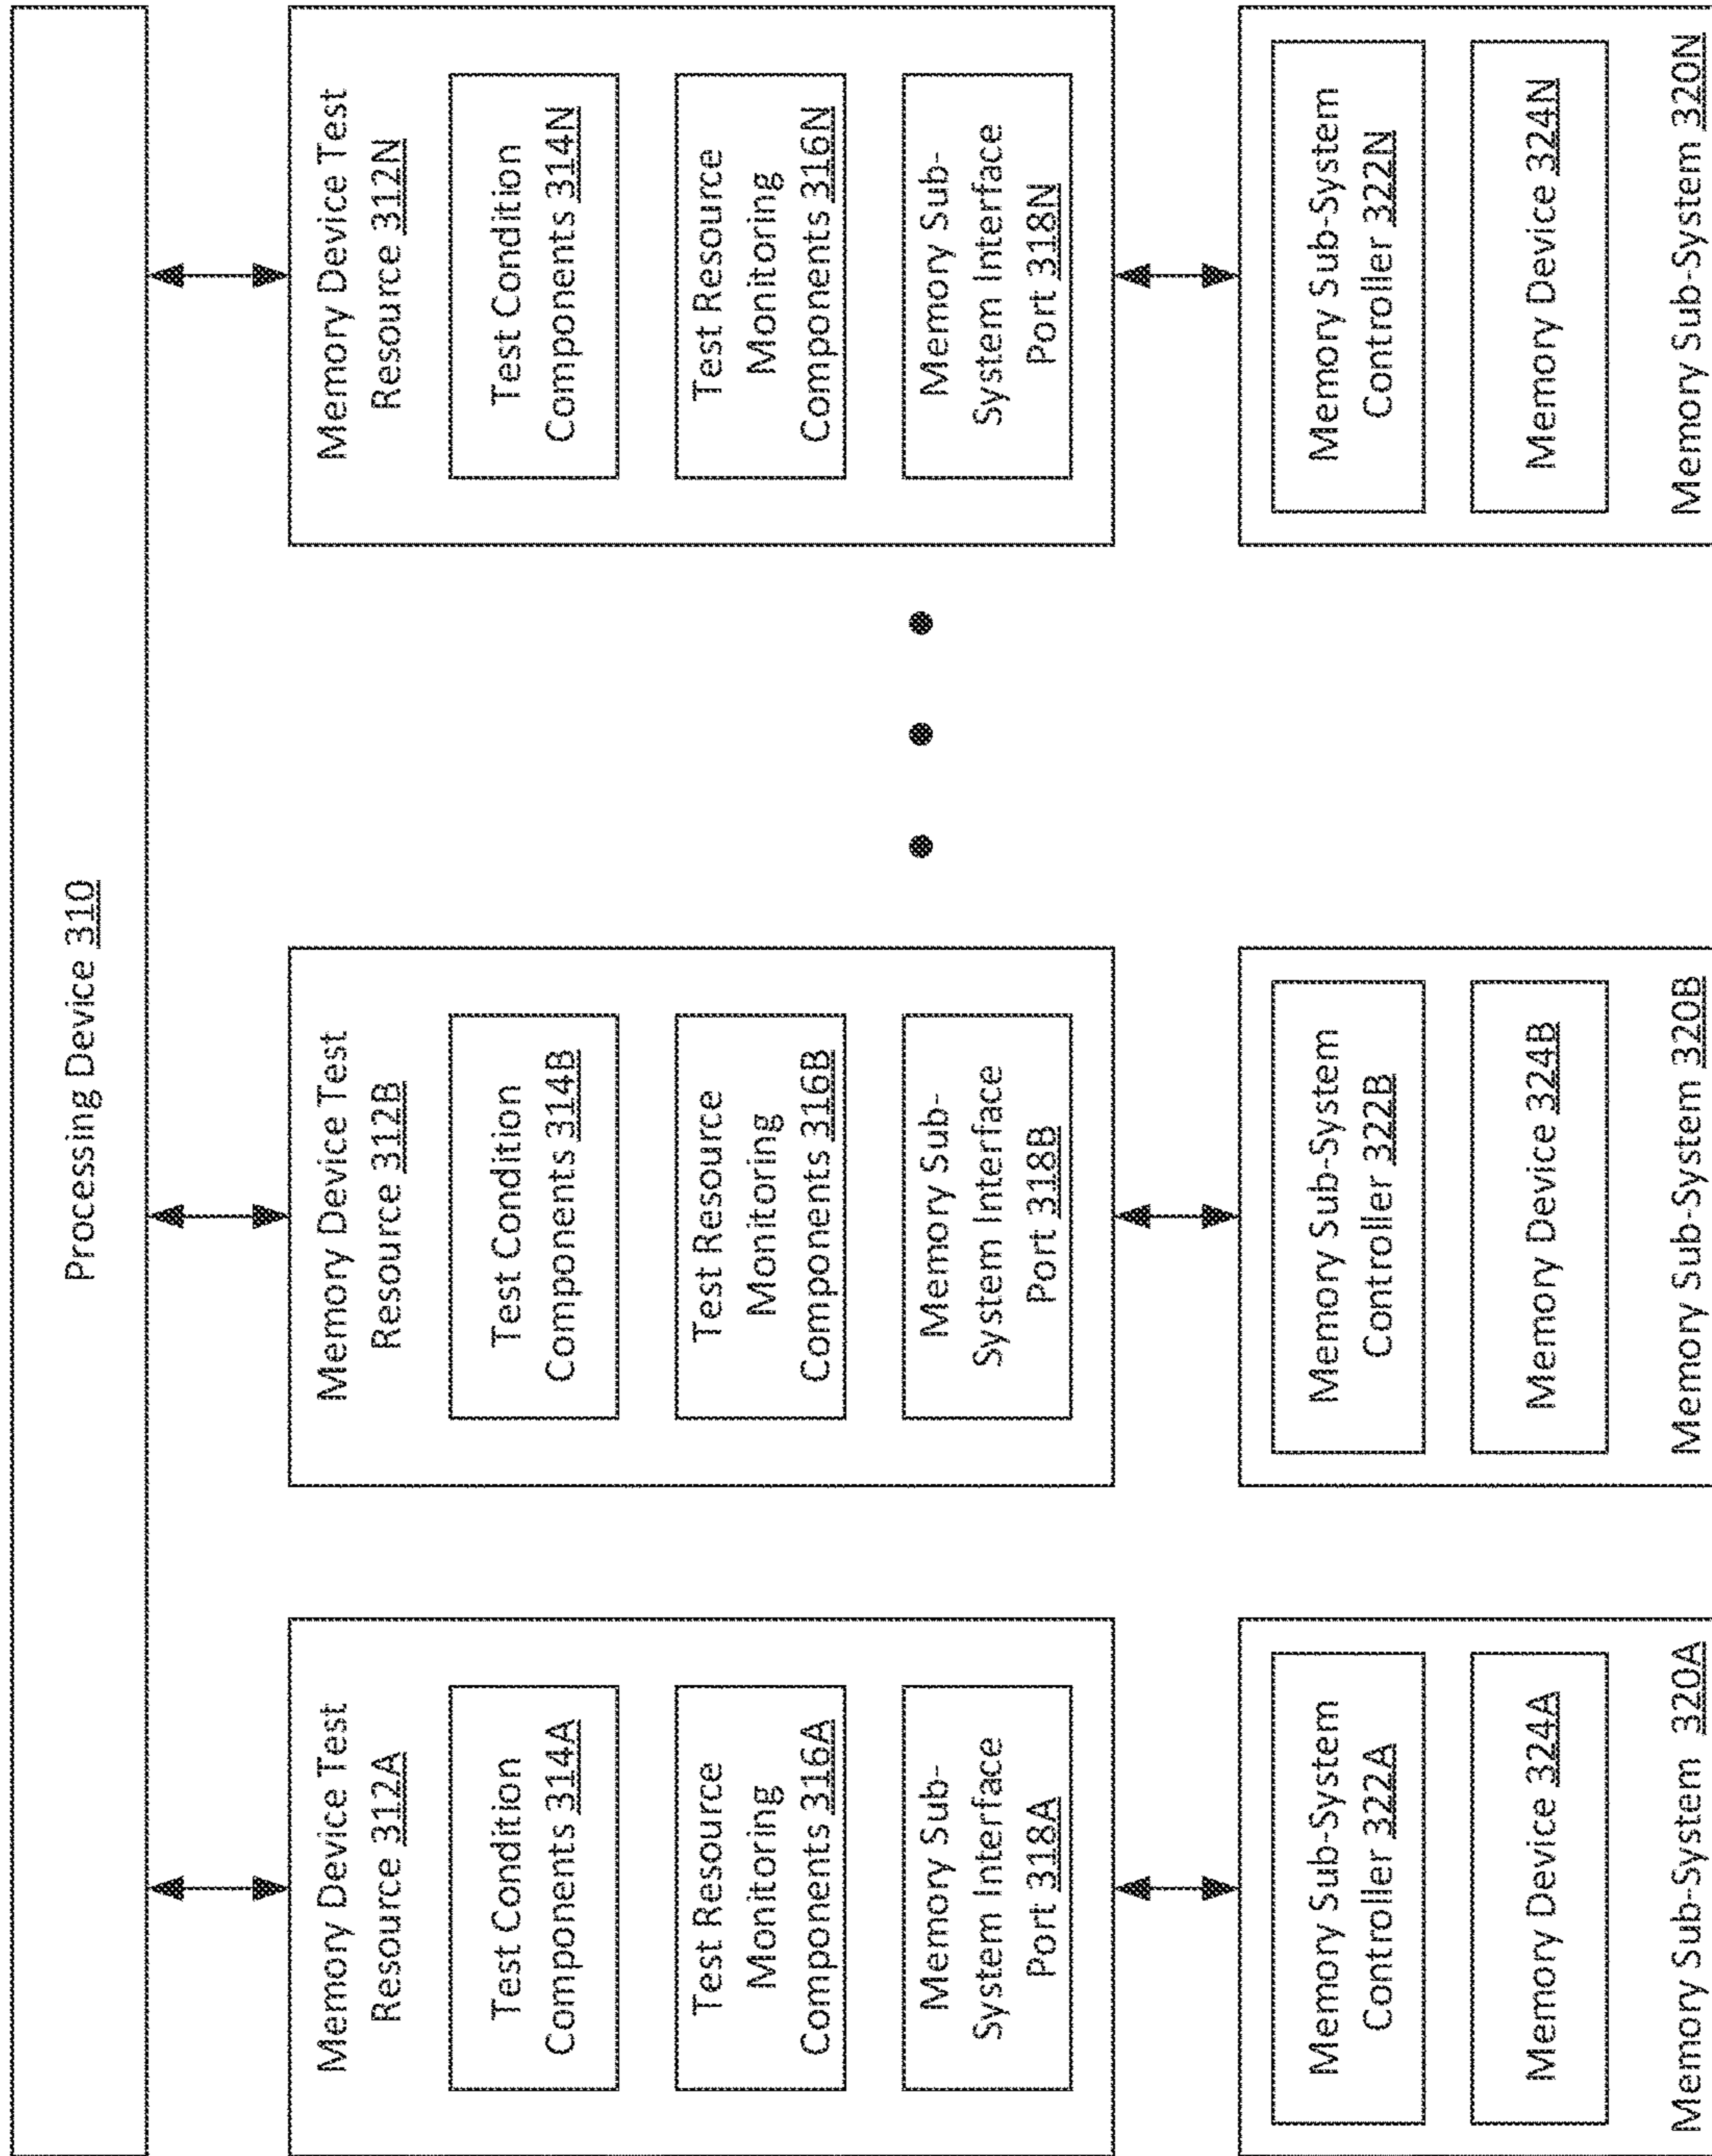 Processing Device 310
Memory Device Test
Resource 312A
Test Condition
Components 314A
Test Resource
Monitoring
Components 316A
Memory Sub-
System Interface
Port 318A
Memory Sub-System
Controller 322A
Memory Device 324A
Memory Sub-System 320A
Memory Device Test
Resource 312B
Test Condition
Components 314B
Test Resource
Monitoring
Components 316B
Memory Sub-
System Interface
Port 318B
Memory Sub-System
Controller 322B
Memory Device 324B
Memory Sub-System 320B
Memory Device Test
Resource 312N
Test Condition
Components 314N
Test Resource
Monitoring
Components 316N
Memory Sub-
System Interface
Port 318N
Memory Sub-System
Controller 322N
Memory Device 324N
Memory Sub-System 320N